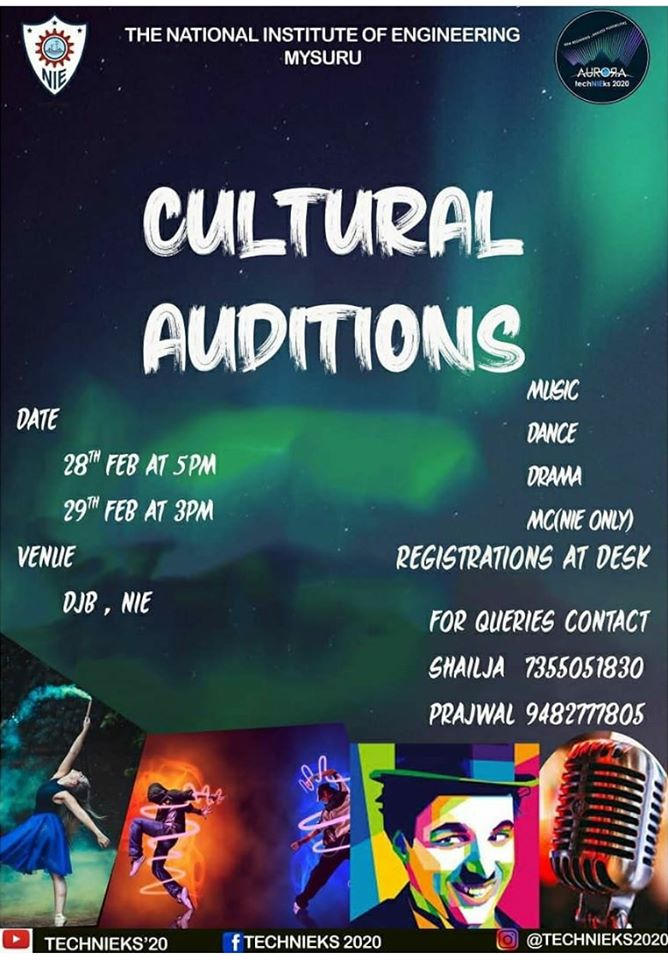 THE NATIONAL INSTITUTE OF ENGINEERING
MYSURU
NIE
AURORA
techNIEks 2020
CULTURAL
AUDITIONS
DATE
28TH FEB AT 5PM
29TH FEB AT 3PM
VENUE
DJB , NIE
MUSIC
DANCE
DRAMA
MC(NIE ONLY)
REGISTRATIONS AT DESK
FOR QUERIES CONTACT
SHAILJA 7355051830
PRAJWAL 9482777805
TECHNIEKS'20
TECHNIEKS 2020
@TECHNIEKS2020